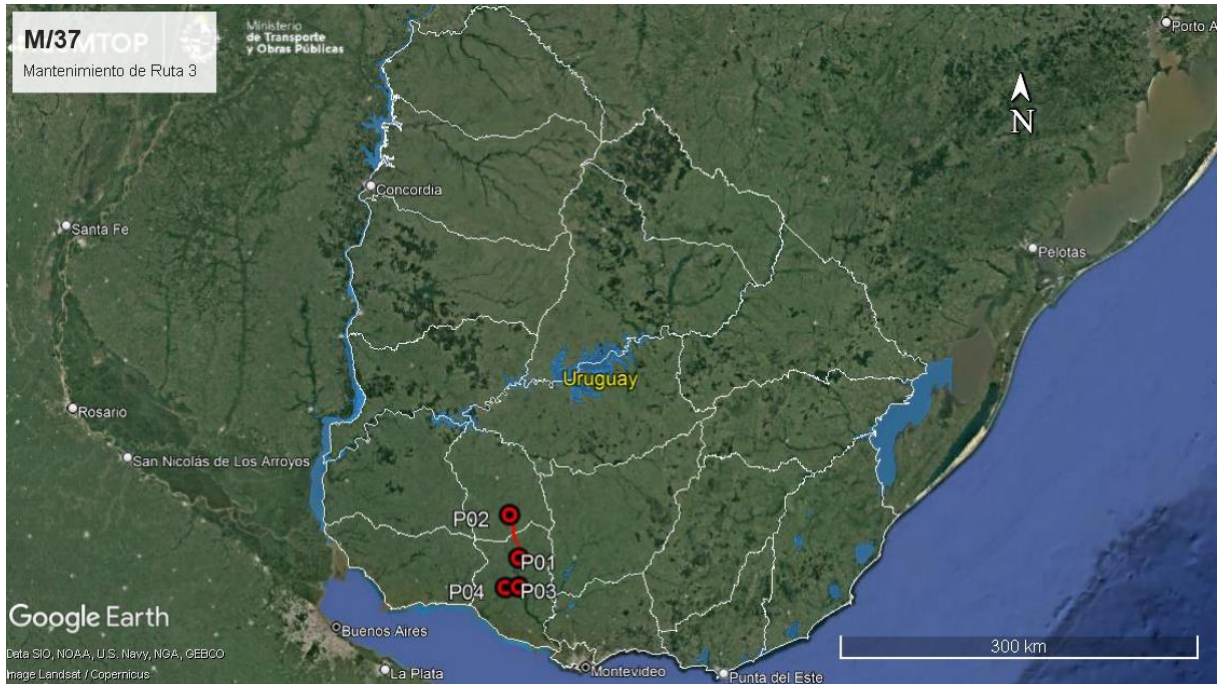 M/37
Mantenimiento de Ruta 3
MTOP
Ministerio
de Transporte
y Obras Públicas
Porto A
N
Concordia
Santa Fe
Pelotas
Uruguay
Rosario
San Nicolás de Los Arroyos
P02
P01
P04
P03
Google Earth
Buenos Aires
300 km
Data SIO, NOAA, U.S. Navy, NGA, GEBCO
Image Landsat / Copernicus
La Plata
Montevideo
Punta del Este